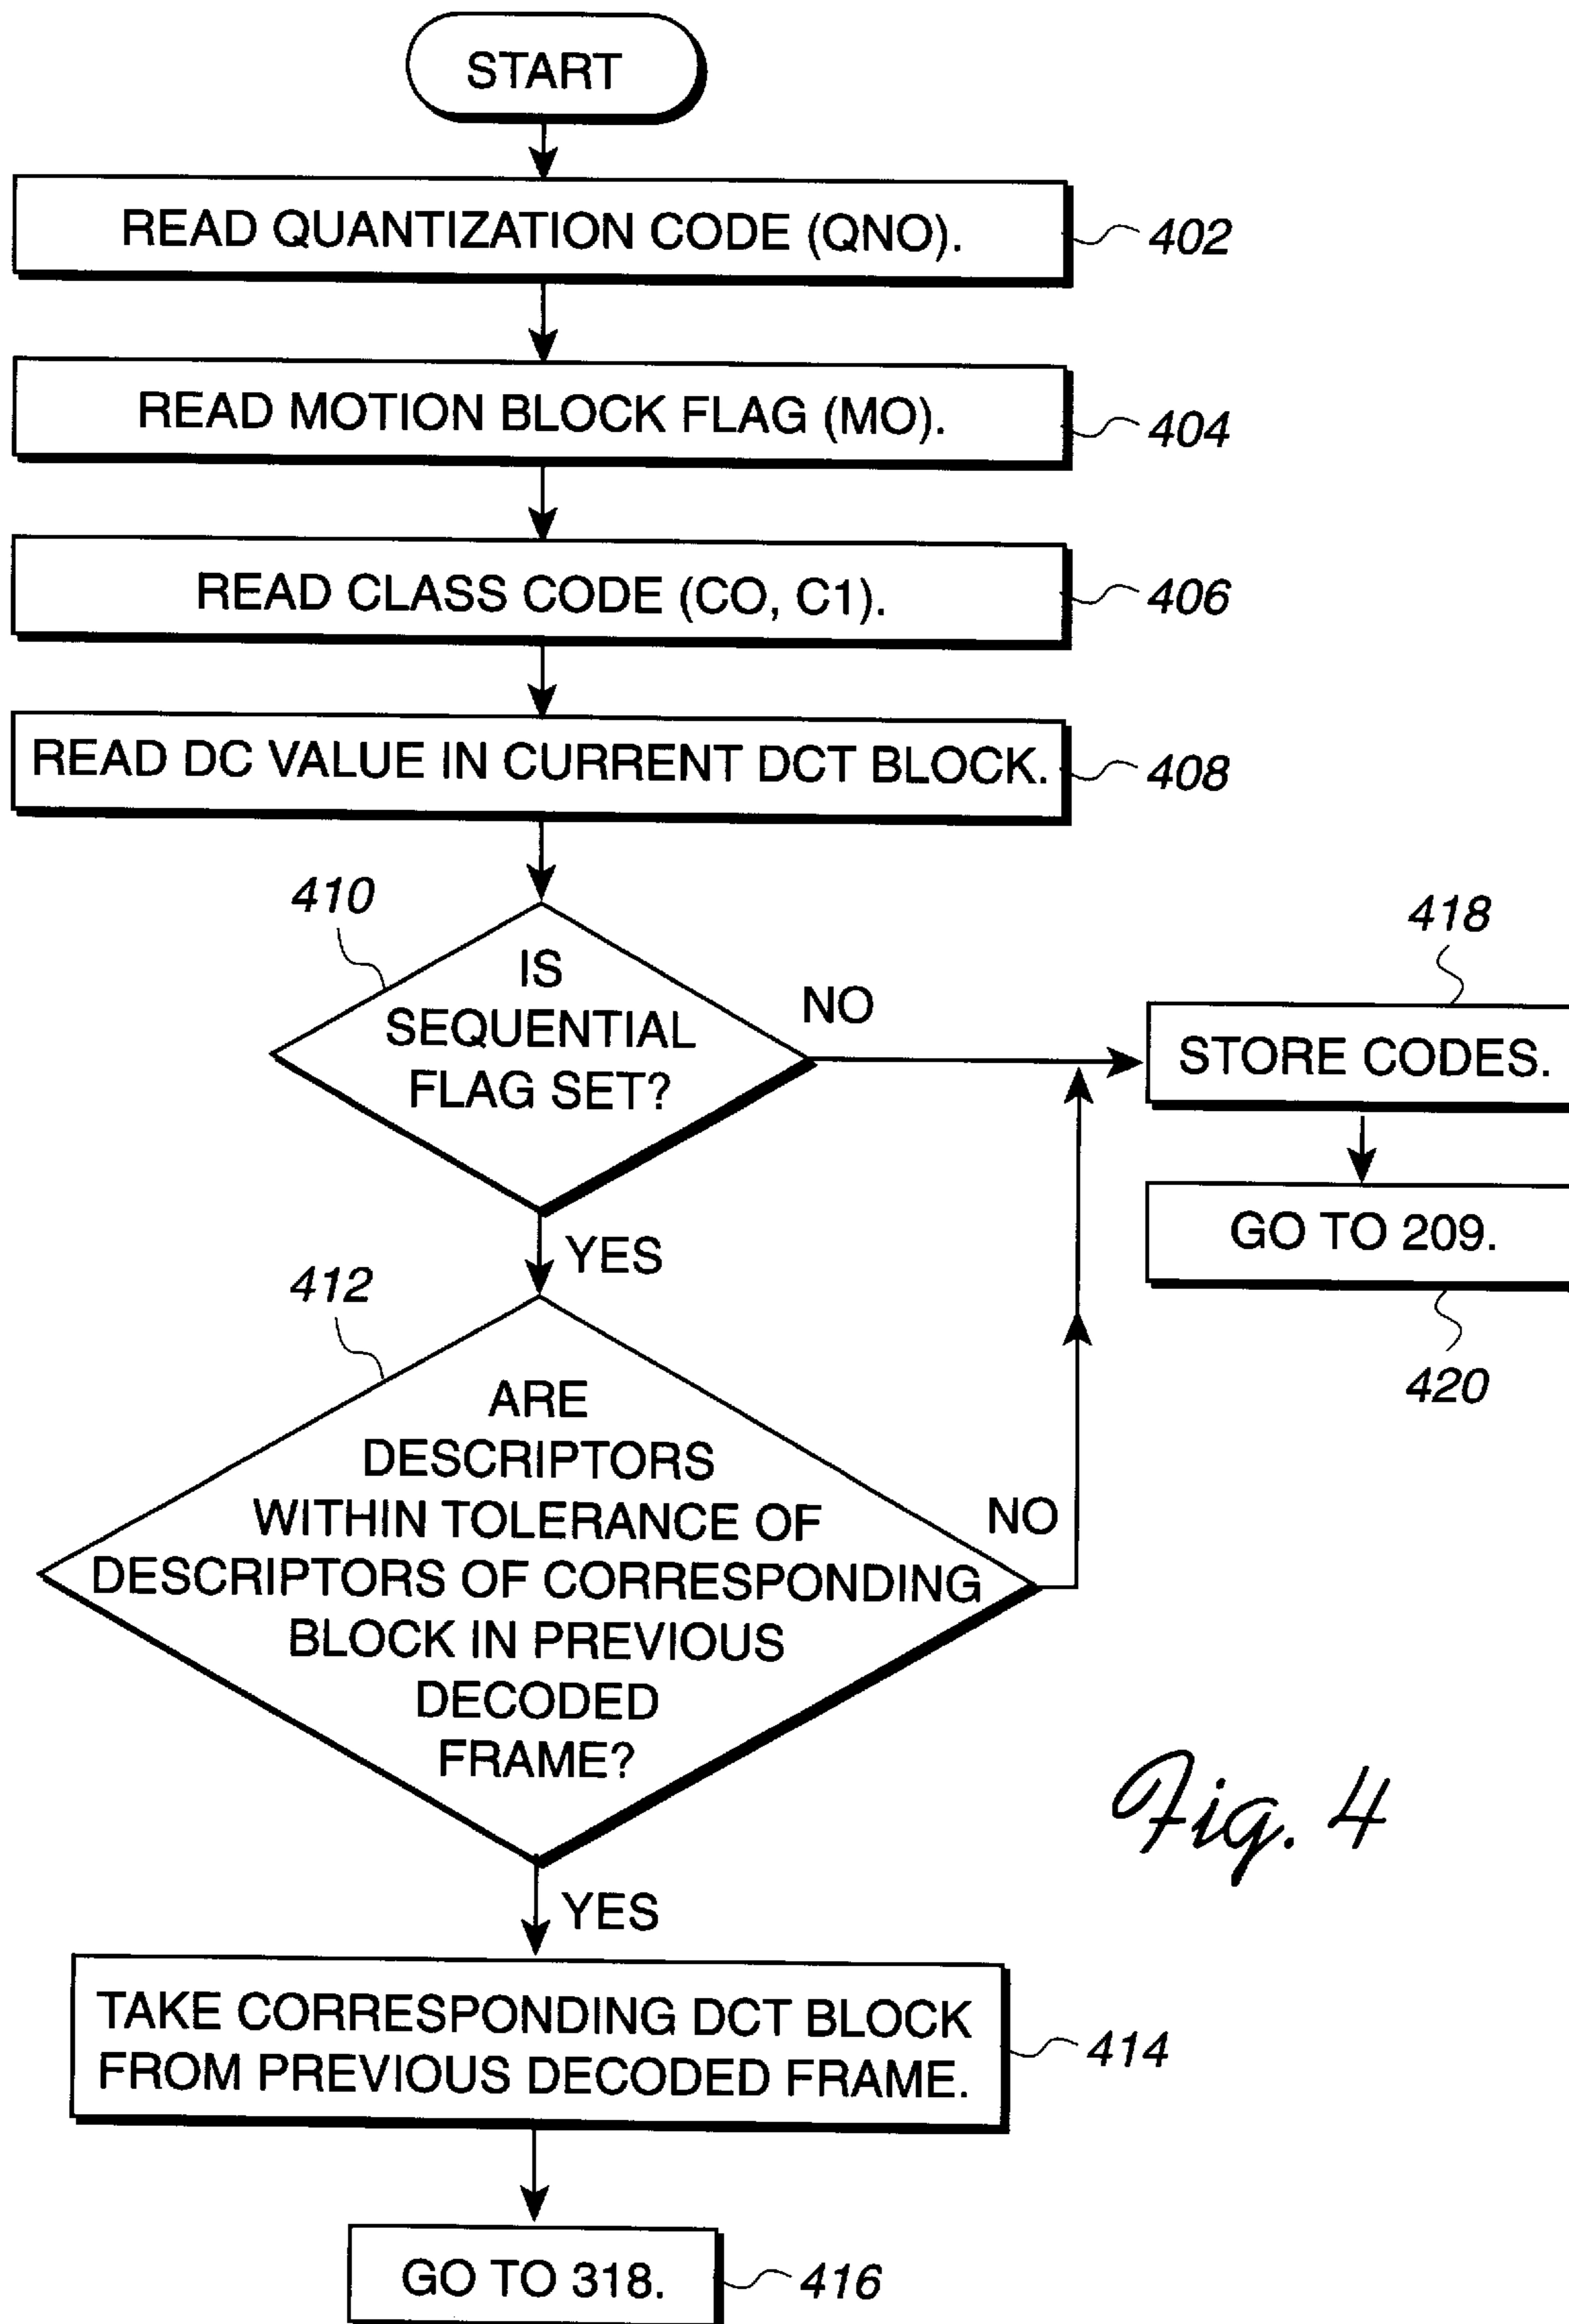 START
READ QUANTIZATION CODE (QNO).
402
READ MOTION BLOCK FLAG (MO).
404
READ CLASS CODE (CO, C1).
406
READ DC VALUE IN CURRENT DCT BLOCK.
408
410
IS
SEQUENTIAL
FLAG SET?
NO
YES
418
STORE CODES.
GO TO 209.
420
412
ARE
DESCRIPTORS
WITHIN TOLERANCE OF
DESCRIPTORS OF CORRESPONDING
BLOCK IN PREVIOUS
DECODED
FRAME?
NO
YES
TAKE CORRESPONDING DCT BLOCK
FROM PREVIOUS DECODED FRAME.
414
GO TO 318.
416
Fig. 4